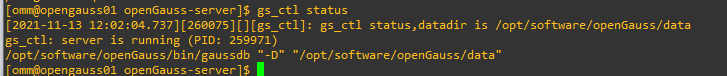 [omm@opengauss01 openGauss-server]$ gs_ctl status
[2021-11-13 12:02:04.737][260075][][gs_ctl]: gs_ctl status,datadir is /opt/software/openGauss/data
gs_ctl: server is running (PID: 259971)
/opt/software/openGauss/bin/gaussdb "-D" "/opt/software/openGauss/data"
[omm@opengauss01 openGauss-server]$